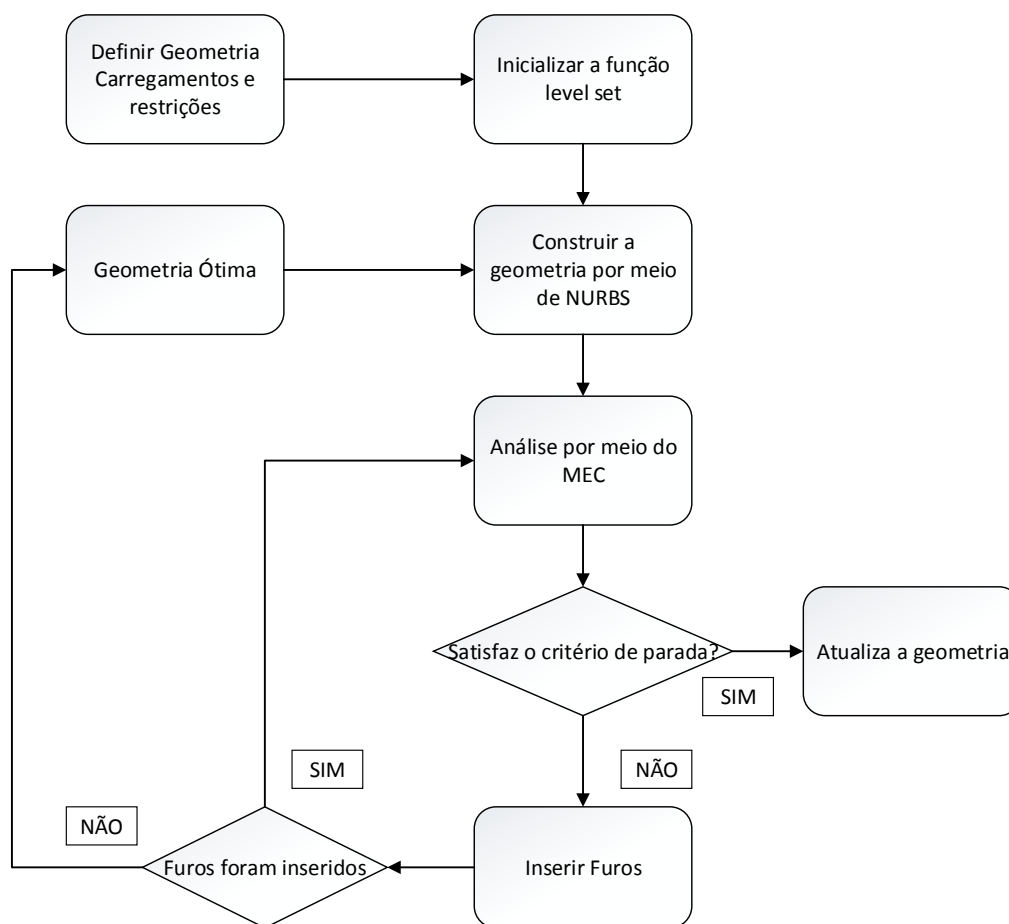 Definir Geometria
Carregamentos e
restrições
Inicializar a função
level set
Geometria Ótima
Construir a
geometria por meio
de NURBS
Análise por meio do
MEC
Satisfaz o critério de parada?
SIM
Atualiza a geometria
NÃO
SIM
NÃO
Furos foram inseridos
Inserir Furos